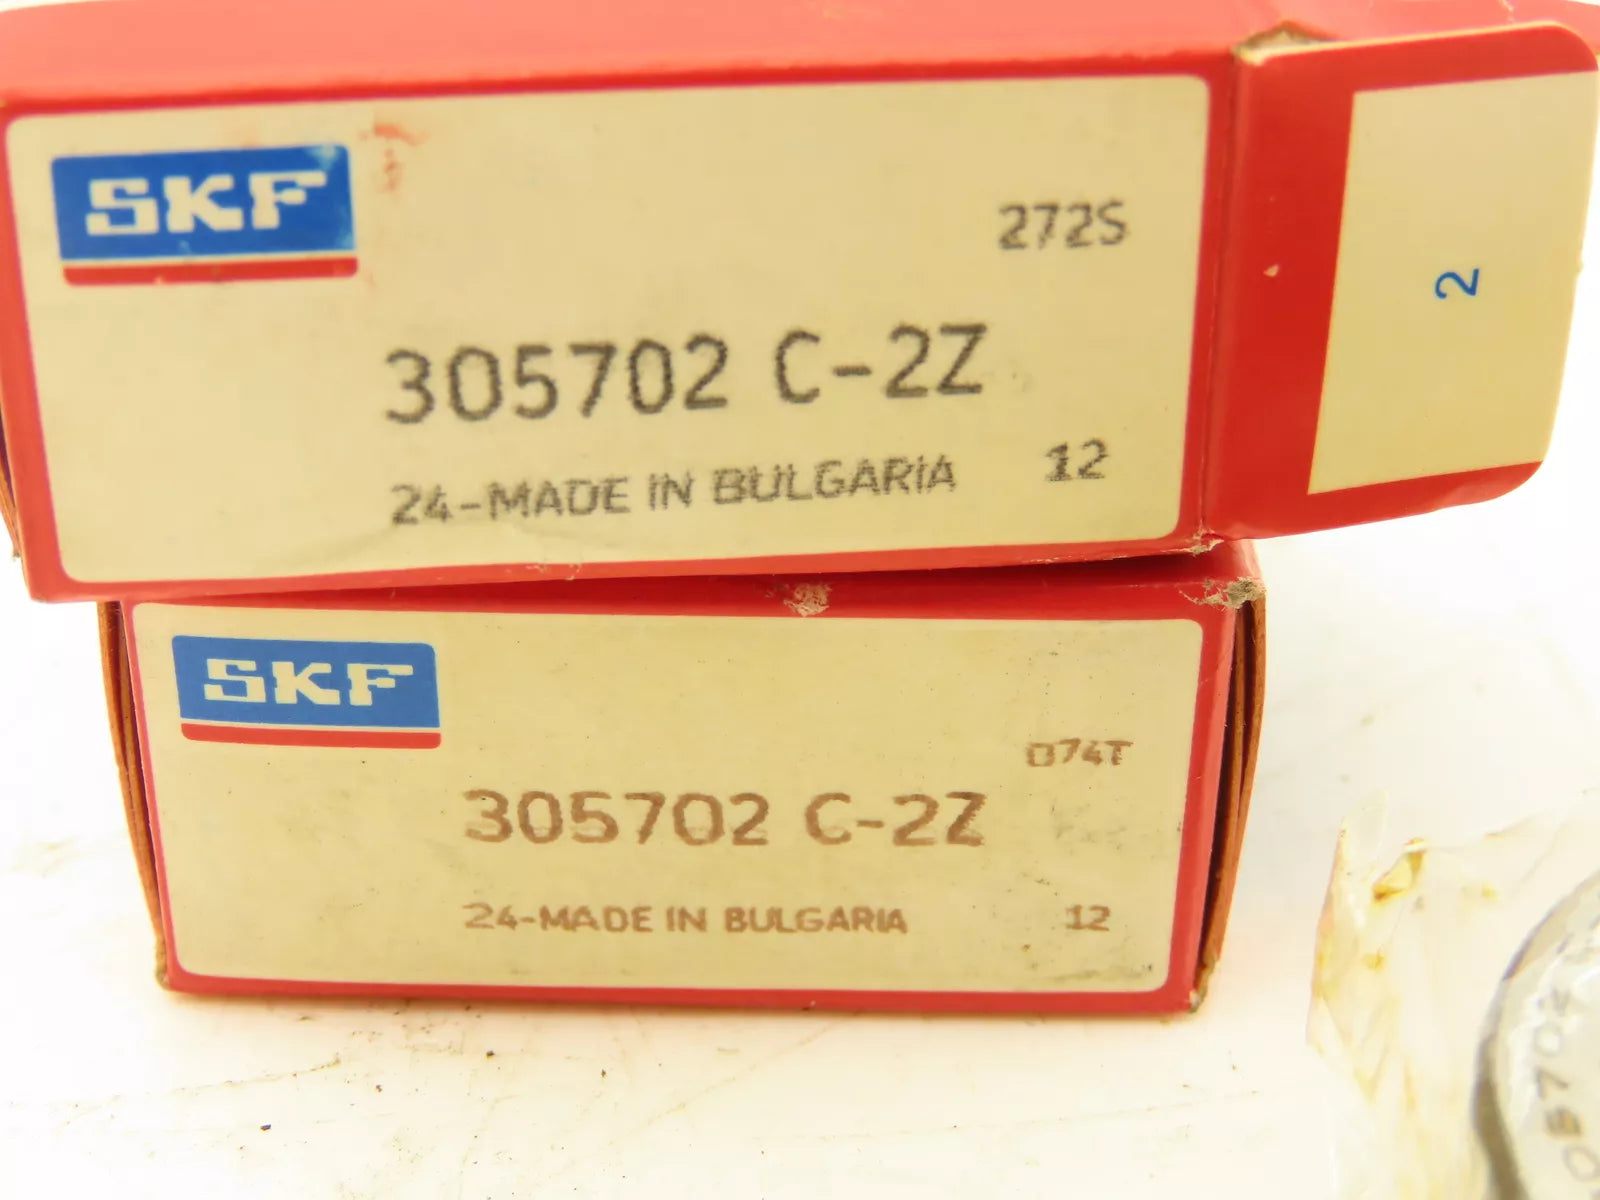 SKF
272S
305702 C-2Z
24-MADE IN BULGARIA 12
2
SKF
074T
305702 C-2Z
24-MADE IN BULGARIA 12